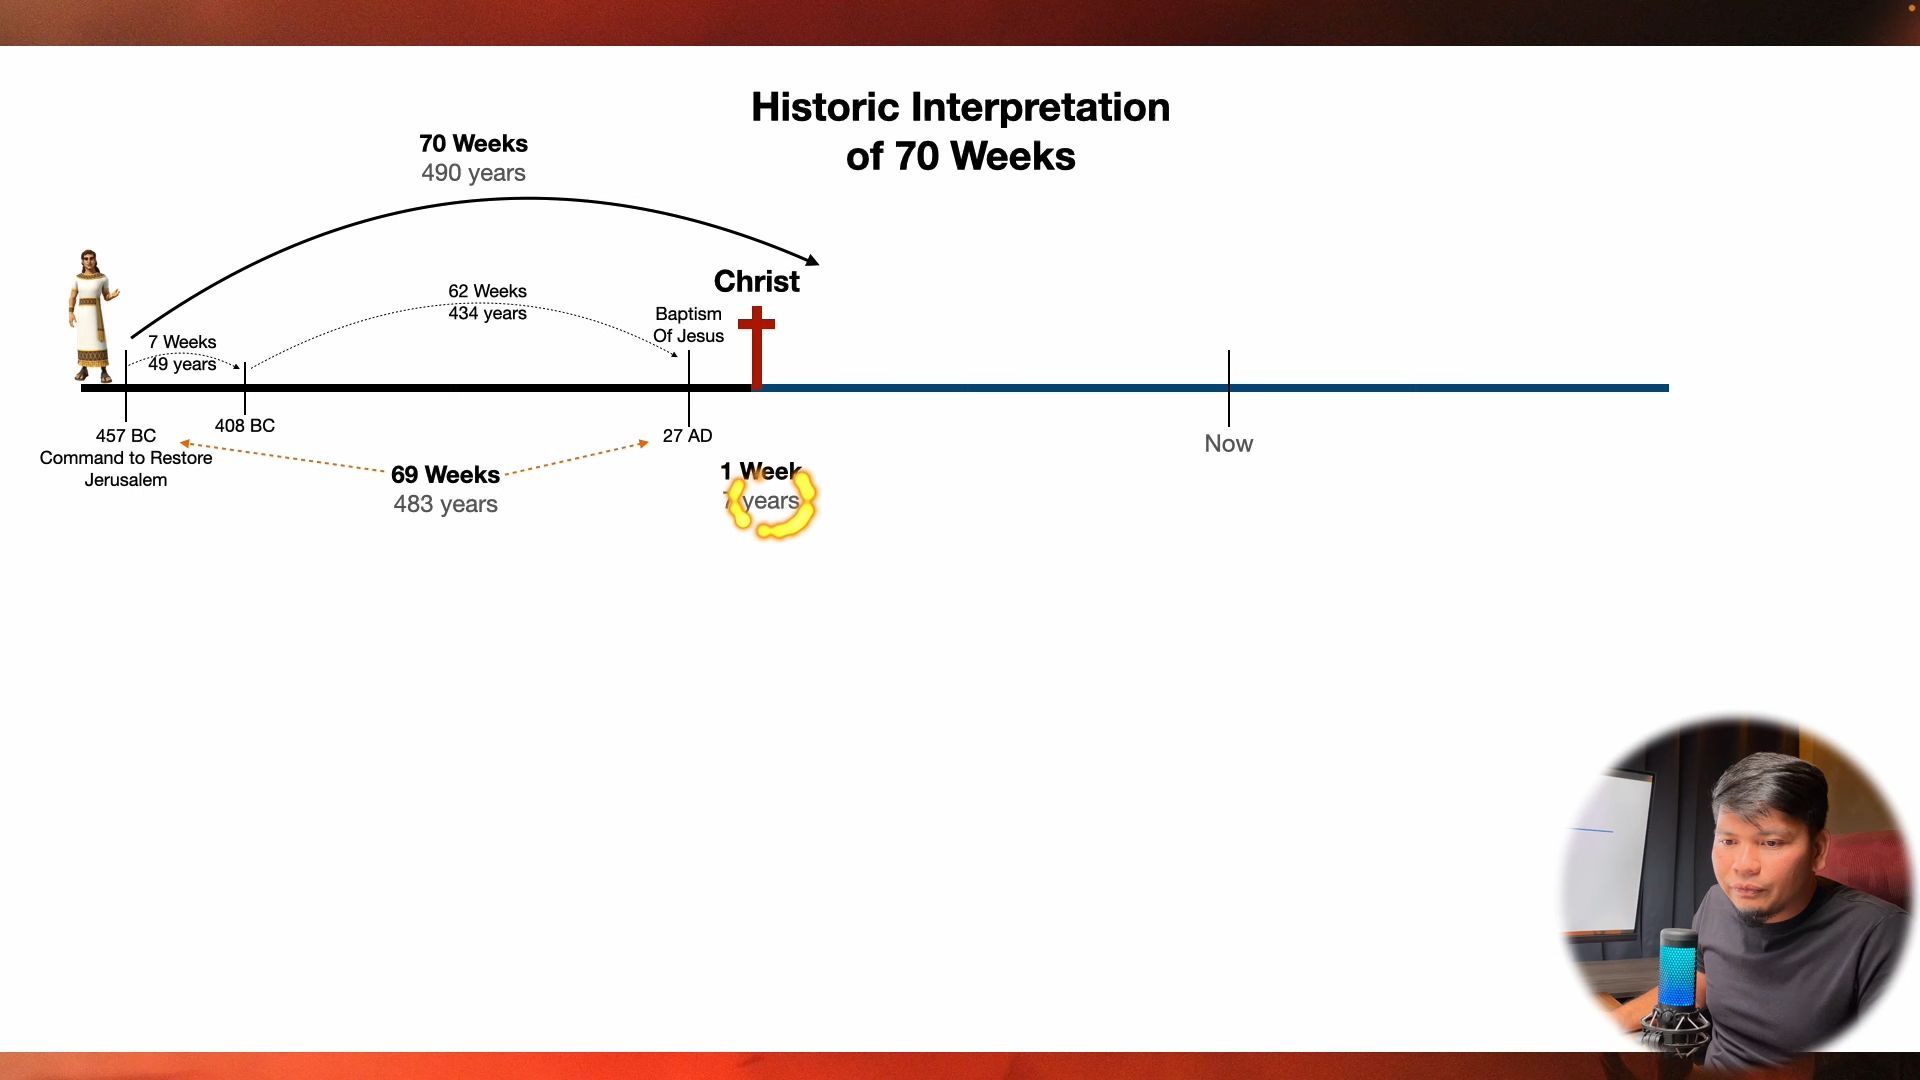 Historic Interpretation
of 70 Weeks
70 Weeks
490 years
Christ
62 Weeks
434 years
Baptism
Of Jesus
7 Weeks
49 years
457 BC
Command to Restore
Jerusalem
408 BC
27 AD
69 Weeks
483 years
1 Week
7 years
Now